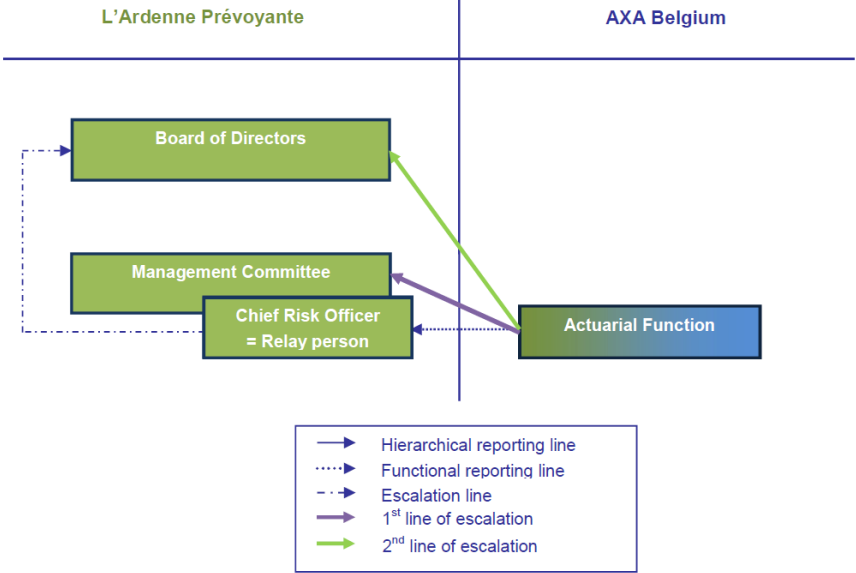 L'Ardenne Prévoyante
AXA Belgium
Board of Directors
Management Committee
Chief Risk Officer
= Relay person
Actuarial Function
Hierarchical reporting line
Functional reporting line
Escalation line
1st line of escalation
2nd line of escalation